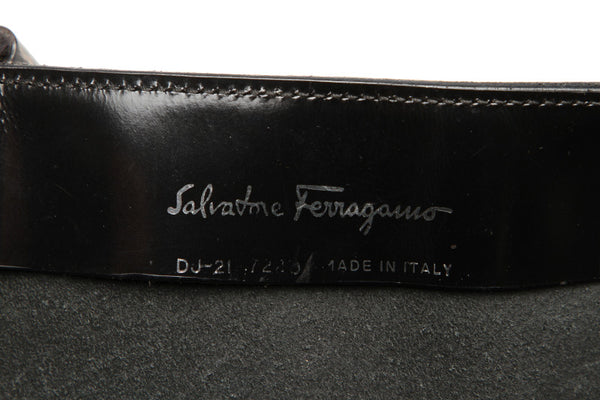 Salvatore Ferragamo
DJ-21 MADE IN ITALY